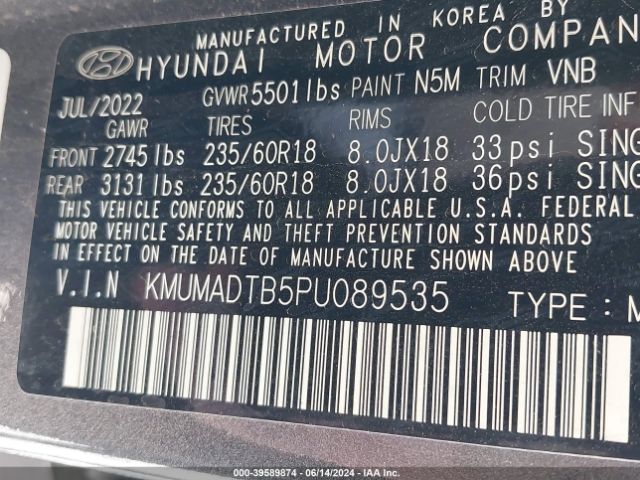 MANUFACTURED IN KOREA BY
HYUNDAI MOTOR COMPAN
JUL/2022 GVWR 5501lbs PAINT N5M TRIM VNB
GAWR TIRES RIMS COLD TIRE INF
FRONT 2745lbs 235/60R18 8.0JX18 33psi SING
REAR 3131lbs 235/60R18 8.0JX18 36psi SING
THIS VEHICLE CONFORMS TO ALL APPLICABLE U.S.A. FEDERAL
MOTOR VEHICLE SAFETY AND THEFT PREVENTION STANDARDS
IN EFFECT ON THE DATE OF MANUFACTURE SHOWN ABOVE
V.I.N KMUMADTB5PU089535 TYPE : M
000-39589874 / 06/14/2024 - IAA Inc.